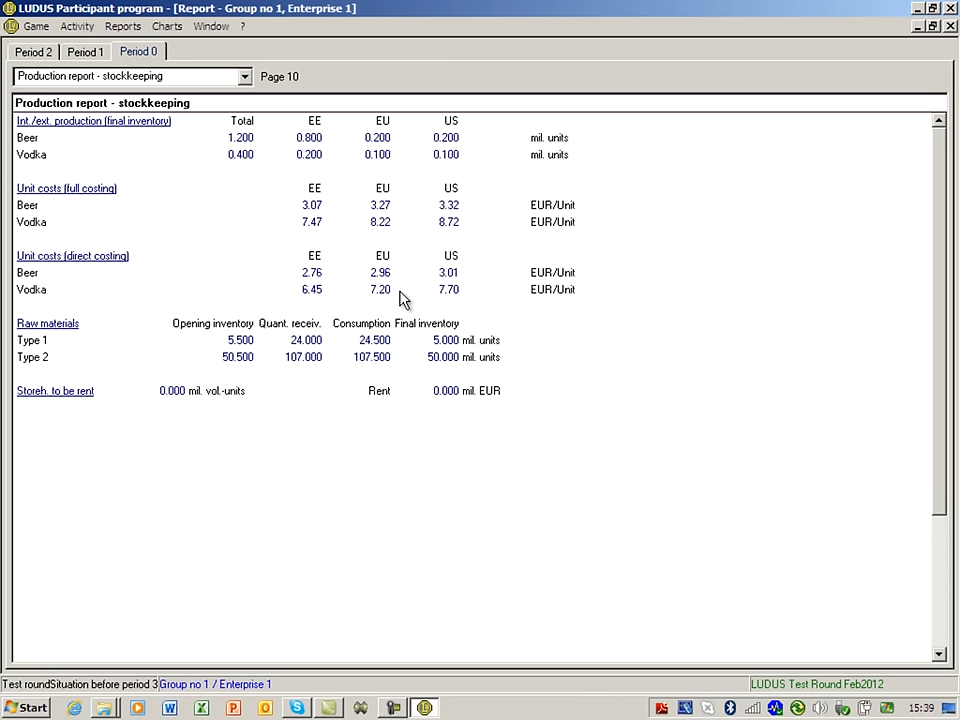 LUDUS Participant program - [Report - Group no 1, Enterprise 1]
Game Activity Reports Charts Window ?
Period 2 Period 1 Period 0
Production report - stockkeeping Page 10
Production report - stockkeeping
Int./ext. production (final inventory) Total EE EU US
Beer 1.200 0.800 0.200 0.200 mil. units
Vodka 0.400 0.200 0.100 0.100 mil. units
Unit costs (full costing) EE EU US
Beer 3.07 3.27 3.32 EUR/Unit
Vodka 7.47 8.22 8.72 EUR/Unit
Unit costs (direct costing) EE EU US
Beer 2.76 2.96 3.01 EUR/Unit
Vodka 6.45 7.20 7.70 EUR/Unit
Raw materials Opening inventory Quant. receiv. Consumption Final inventory
Type 1 5.500 24.000 24.500 5.000 mil. units
Type 2 50.500 107.000 107.500 50.000 mil. units
Storeh. to be rent 0.000 mil. vol.-units Rent 0.000 mil. EUR
Test roundSituation before period 3 Group no 1 / Enterprise 1 LUDUS Test Round Feb2012
Start 15:39